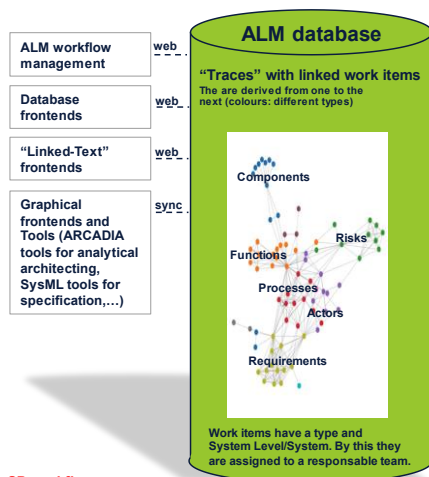 ALM database
ALM workflow
management
web
Database
frontends
web
“Linked-Text”
frontends
web
Graphical
frontends and
Tools (ARCADIA
tools for analytical
architecting,
SysML tools for
specification,…)
sync
“Traces” with linked work items
The are derived from one to the
next (colours: different types)
Components
Risks
Functions
Processes
Actors
Requirements
Work items have a type and
System Level/System. By this they
are assigned to a responsable team.